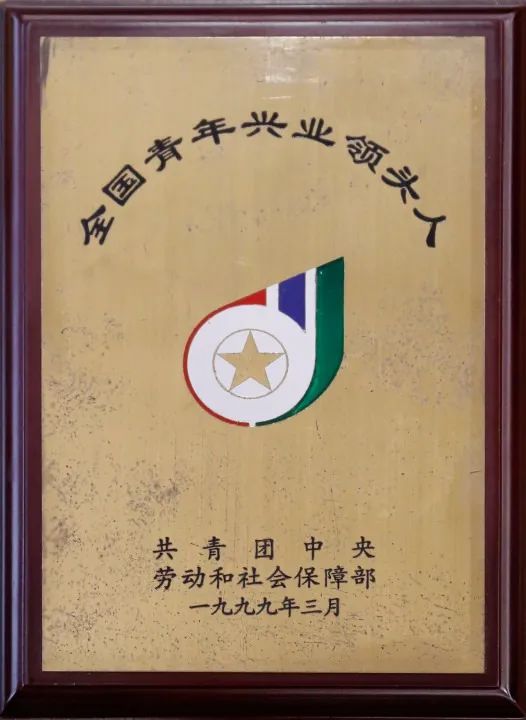 全国青年兴业领头人
共青团中央
劳动和社会保障部
一九九九年三月